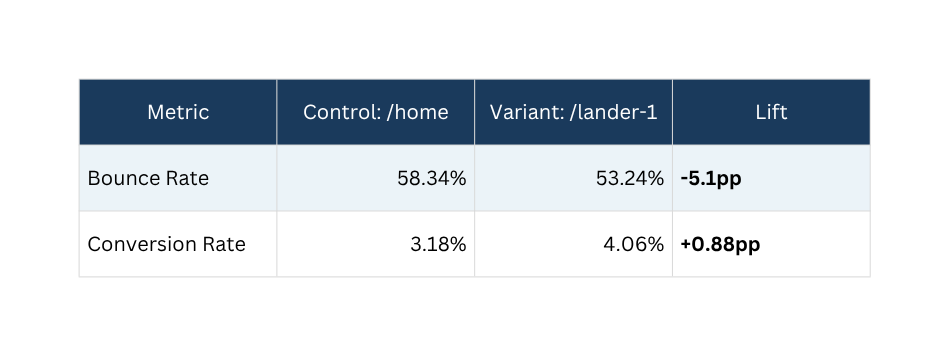 Metric Control: /home Variant: /lander-1 Lift
Bounce Rate 58.34% 53.24% -5.1pp
Conversion Rate 3.18% 4.06% +0.88pp